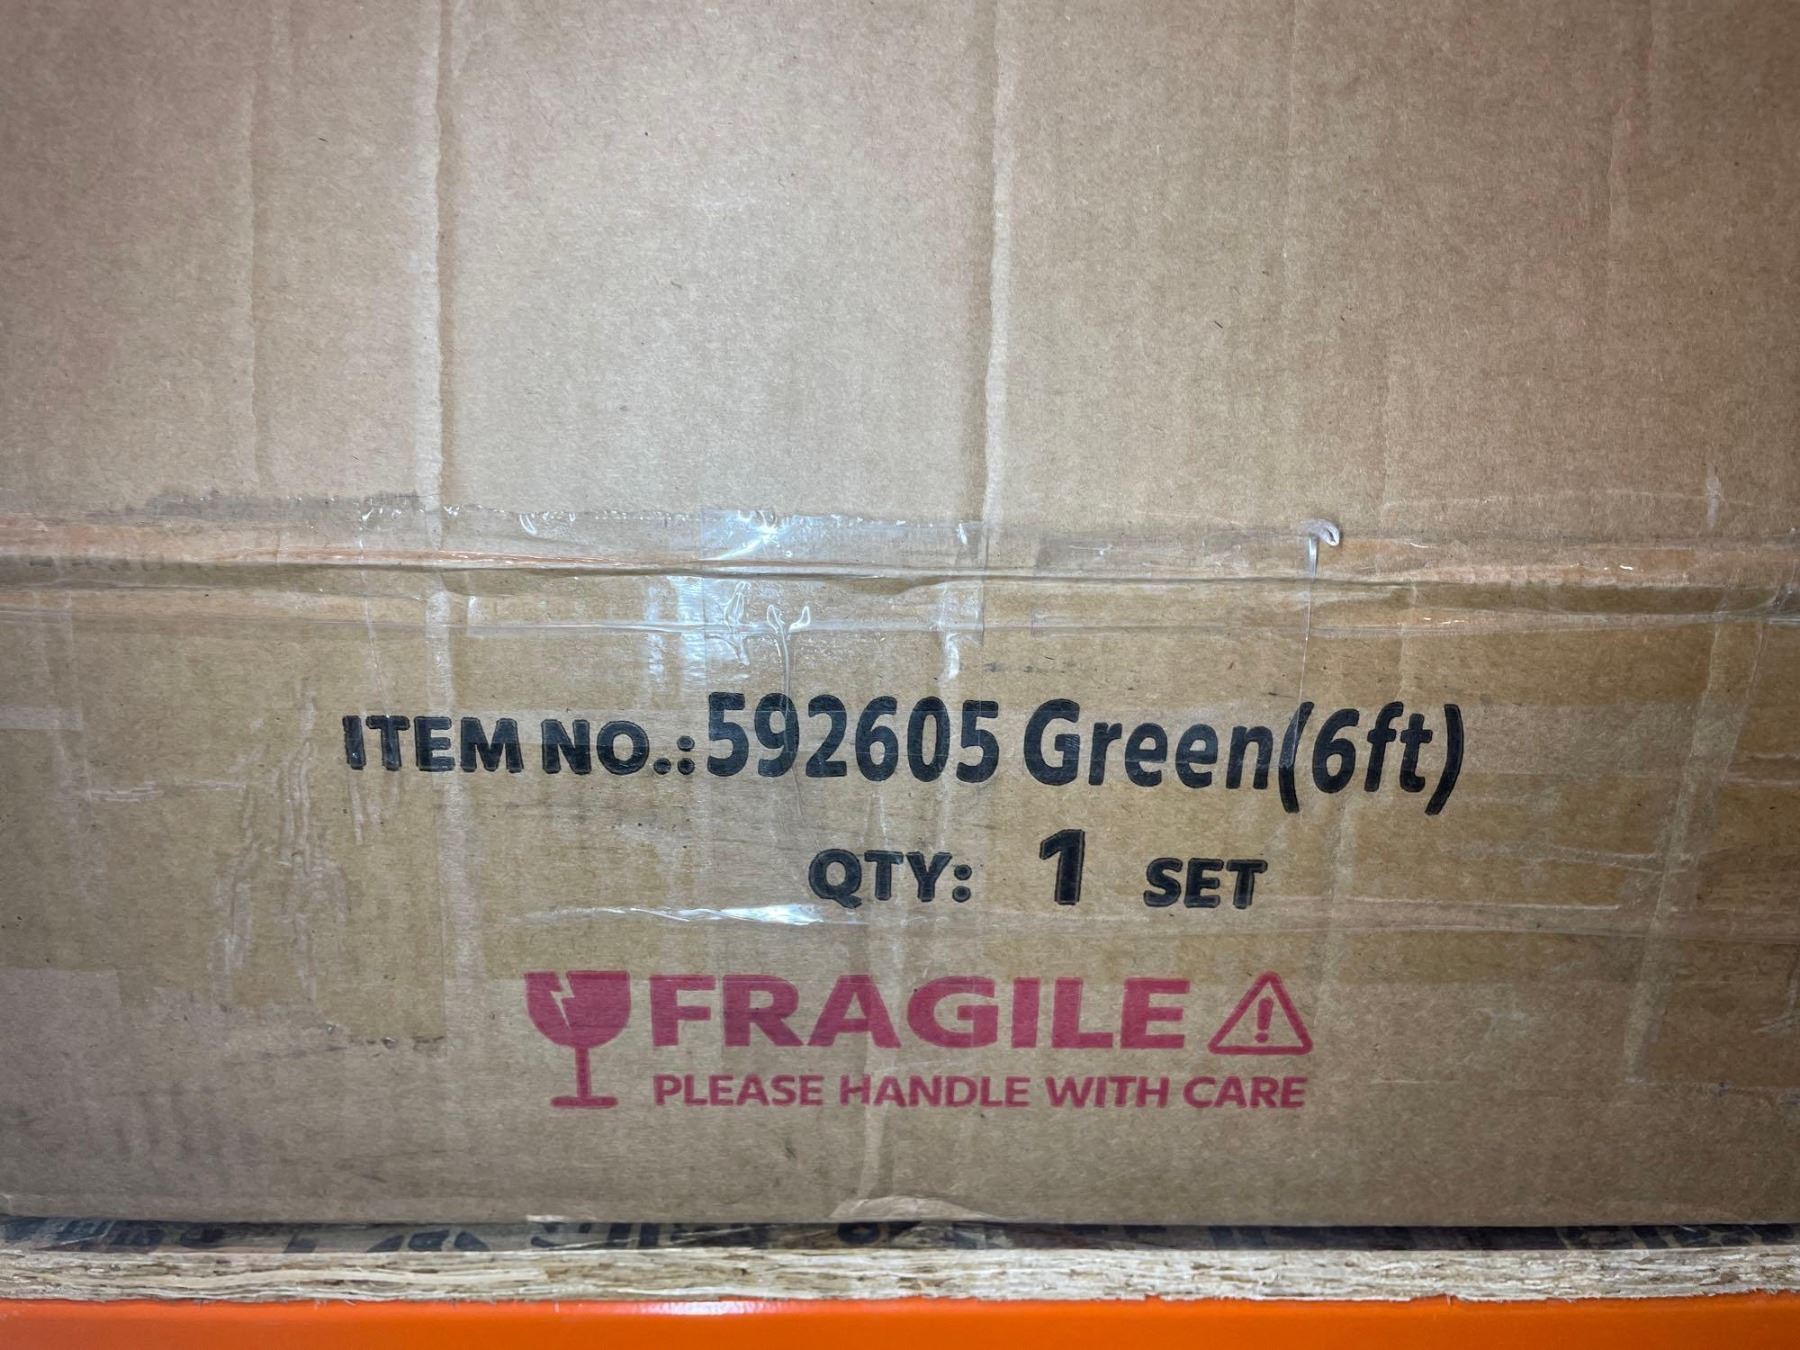 ITEM NO.:592605 Green(6ft)
QTY: 1 SET
FRAGILE
PLEASE HANDLE WITH CARE